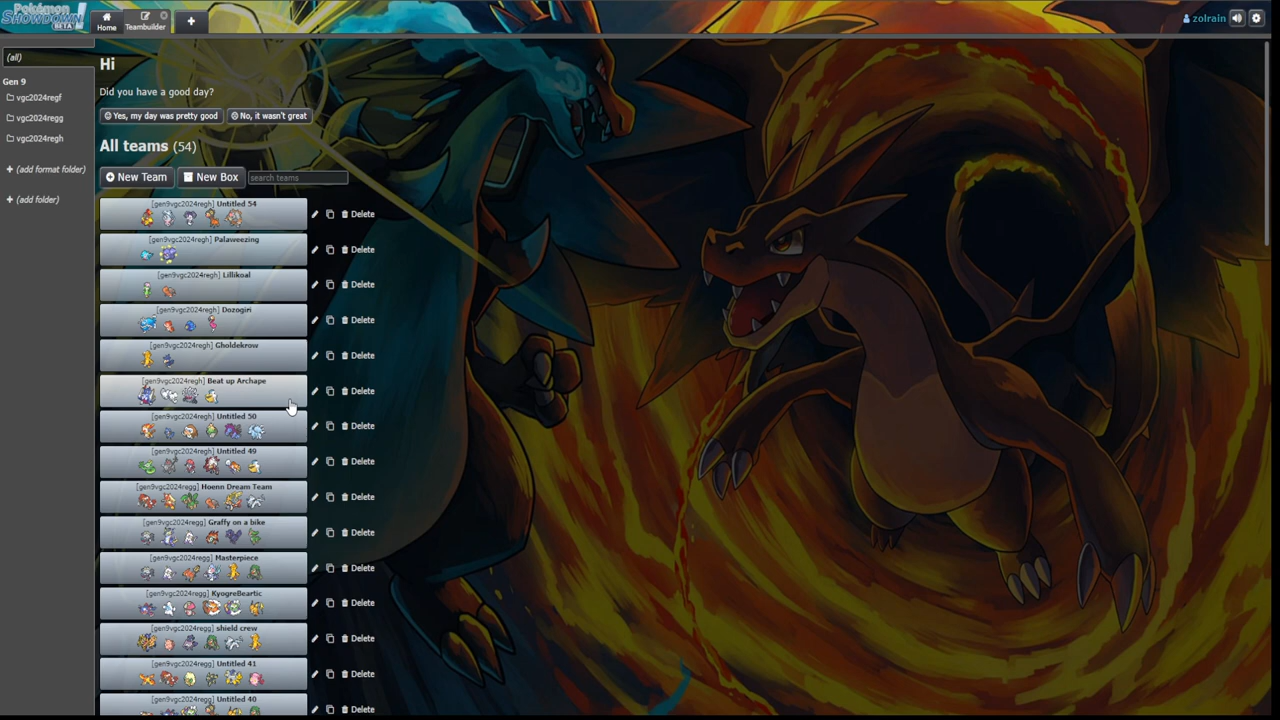 Pokémon
SHOWDOWN!
BETA
Home
Teambuilder
zolrain
(all)
Gen 9
vgc2024regf
vgc2024regg
vgc2024regh
(add format folder)
(add folder)
Hi
Did you have a good day?
Yes, my day was pretty good
No, it wasn't great
All teams (54)
New Team
New Box
search teams
[gen9vgc2024regh] Untitled 54
Delete
[gen9vgc2024regh] Palaweezing
Delete
[gen9vgc2024regh] Lillikoal
Delete
[gen9vgc2024regh] Dozogiri
Delete
[gen9vgc2024regh] Gholdekrow
Delete
[gen9vgc2024regh] Beat up Archape
Delete
[gen9vgc2024regh] Untitled 50
Delete
[gen9vgc2024regh] Untitled 49
Delete
[gen9vgc2024regh] Hoenn Dream Team
Delete
[gen9vgc2024regg] Graffy on a bike
Delete
[gen9vgc2024regg] Masterpiece
Delete
[gen9vgc2024regg] KyogreBeartic
Delete
[gen9vgc2024regg] shield crew
Delete
[gen9vgc2024regg] Untitled 41
Delete
[gen9vgc2024regg] Untitled 40
Delete